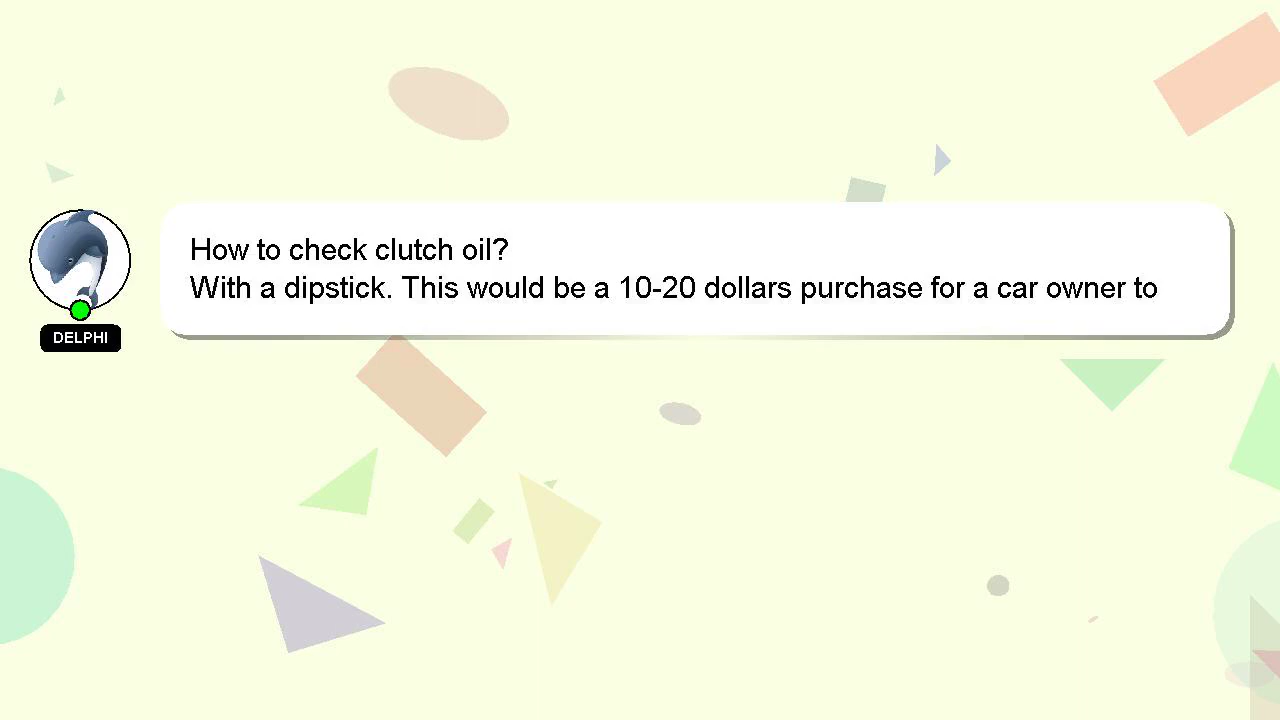 How to check clutch oil?
With a dipstick. This would be a 10-20 dollars purchase for a car owner to
DELPHI